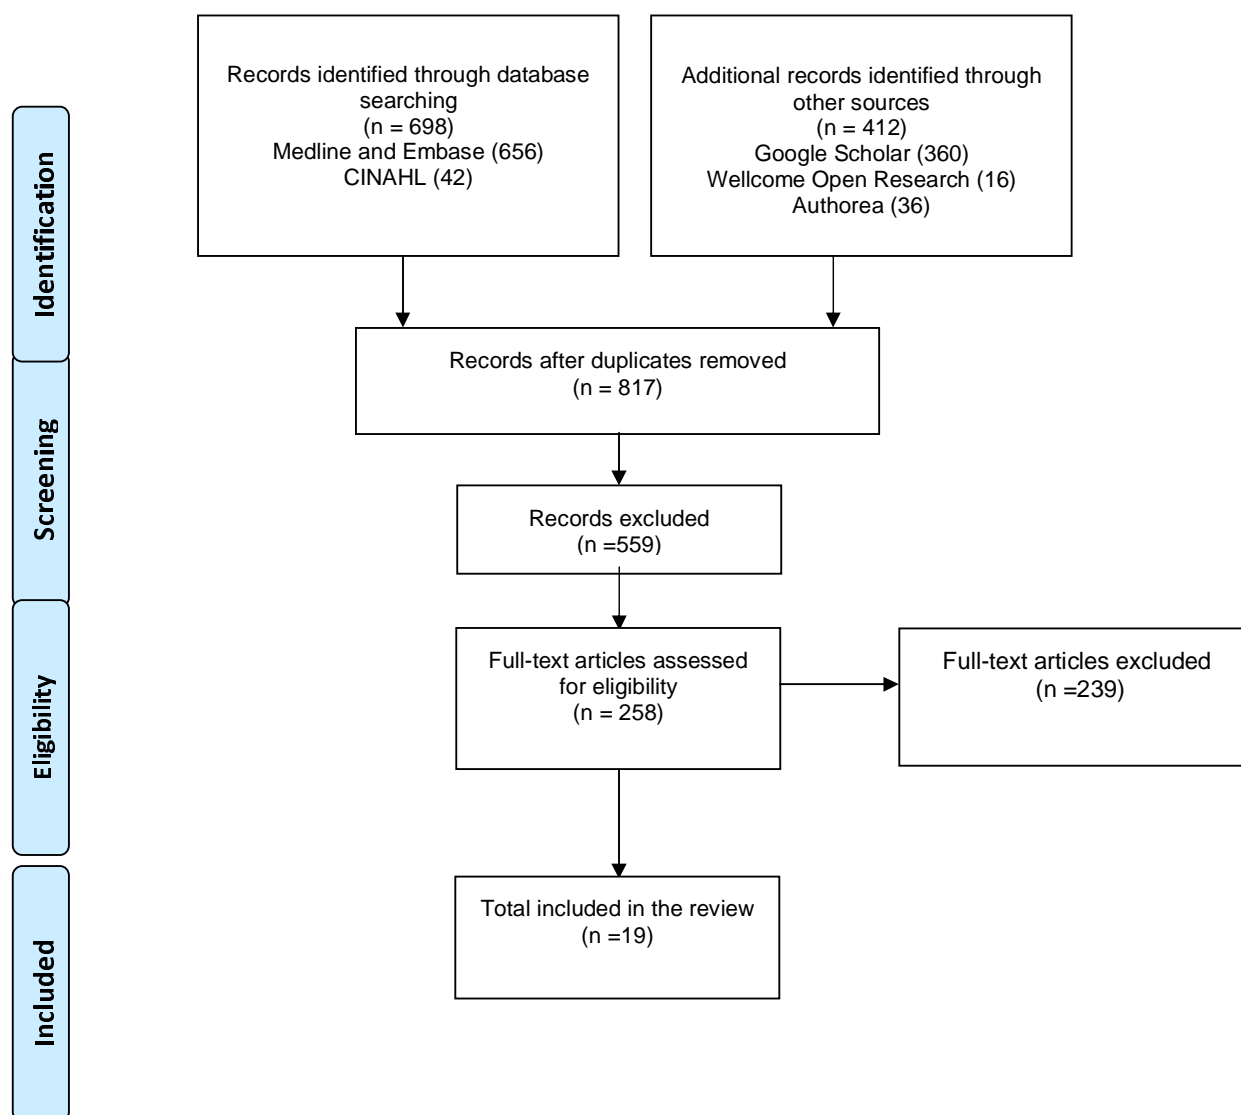 Records identified through database
searching
(n = 698)
Medline and Embase (656)
CINAHL (42)
Additional records identified through
other sources
(n = 412)
Google Scholar (360)
Wellcome Open Research (16)
Authorea (36)
Identification
Records after duplicates removed
(n = 817)
Screening
Records excluded
(n =559)
Full-text articles assessed
for eligibility
(n = 258)
Full-text articles excluded
(n =239)
Eligibility
Total included in the review
(n =19)
Included